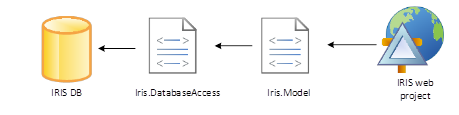 IRIS DB
Iris.DatabaseAccess
Iris.Model
IRIS web
project